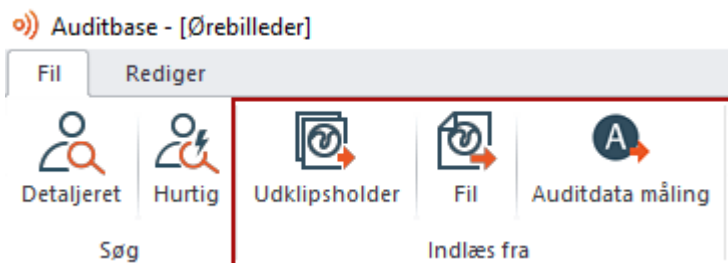 Auditbase - [Ørebilleder]
Fil Rediger
Detaljeret Hurtig Udklipsholder Fil A Auditdata måling
Søg Indlæs fra